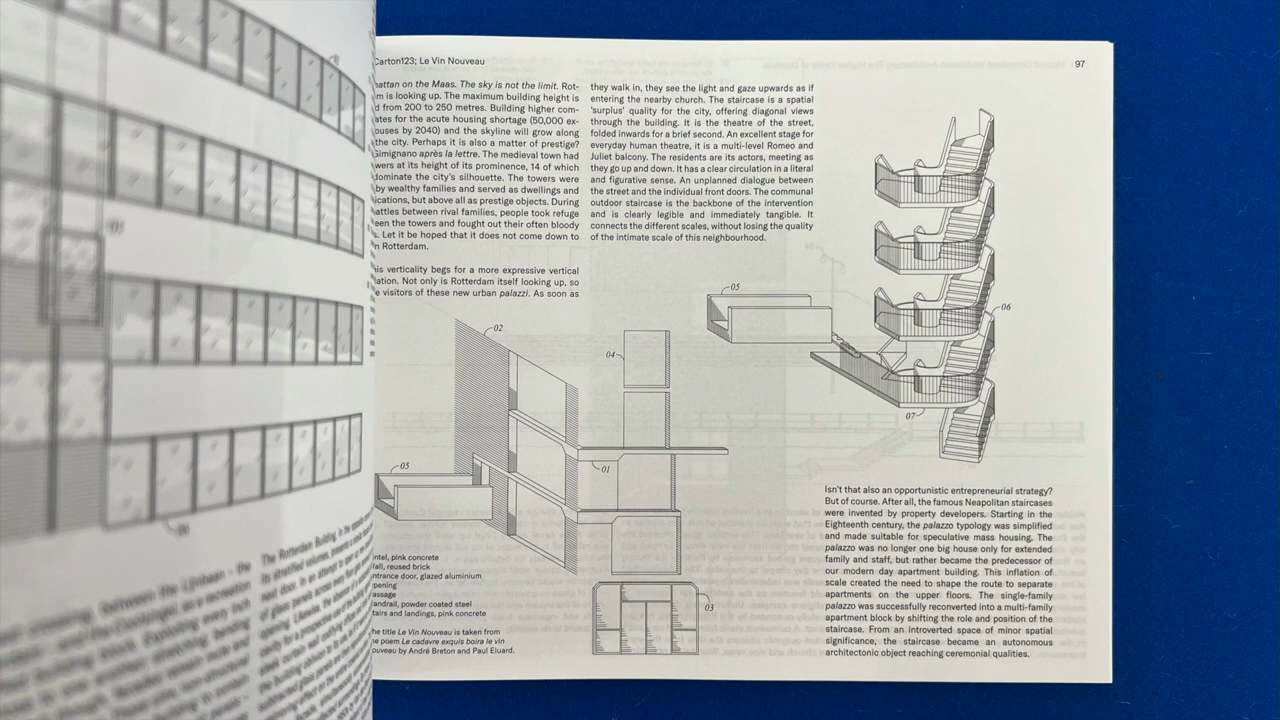 Carton123; Le Vin Nouveau
97
attan on the Maas. The sky is not the limit. Rot-
m is looking up. The maximum building height is
d from 200 to 250 metres. Building higher com-
ates for the acute housing shortage (50,000 ex-
ouses by 2040) and the skyline will grow along
the city. Perhaps it is also a matter of prestige?
Gimignano après la lettre. The medieval town had
wers at its height of its prominence, 14 of which
dominate the city's silhouette. The towers were
by wealthy families and served as dwellings and
ications, but above all as prestige objects. During
attles between rival families, people took refuge
een the towers and fought out their often bloody
s. Let it be hoped that it does not come down to
n Rotterdam.
is verticality begs for a more expressive vertical
ation. Not only is Rotterdam itself looking up, so
e visitors of these new urban palazzi. As soon as
they walk in, they see the light and gaze upwards as if
entering the nearby church. The staircase is a spatial
'surplus' quality for the city, offering diagonal views
through the building. It is the theatre of the street,
folded inwards for a brief second. An excellent stage for
everyday human theatre, it is a multi-level Romeo and
Juliet balcony. The residents are its actors, meeting as
they go up and down. It has a clear circulation in a literal
and figurative sense. An unplanned dialogue between
the street and the individual front doors. The communal
outdoor staircase is the backbone of the intervention
and is clearly legible and immediately tangible. It
connects the different scales, without losing the quality
of the intimate scale of this neighbourhood.
05
06
02
04
07
01
05
03
intel, pink concrete
all, reused brick
ntrance door, glazed aluminium
pening
assage
andrail, powder coated steel
tairs and landings, pink concrete
he title Le Vin Nouveau is taken from
he poem Le cadavre exquis boira le vin
ouveau by André Breton and Paul Eluard.
Isn't that also an opportunistic entrepreneurial strategy?
But of course. After all, the famous Neapolitan staircases
were invented by property developers. Starting in the
Eighteenth century, the palazzo typology was simplified
and made suitable for speculative mass housing. The
palazzo was no longer one big house only for extended
family and staff, but rather became the predecessor of
our modern day apartment building. This inflation of
scale created the need to shape the route to separate
apartments on the upper floors. The single-family
palazzo was successfully reconverted into a multi-family
apartment block by shifting the role and position of the
staircase. From an introverted space of minor spatial
significance, the staircase became an autonomous
architectonic object reaching ceremonial qualities.
The Rotterdam Building in the